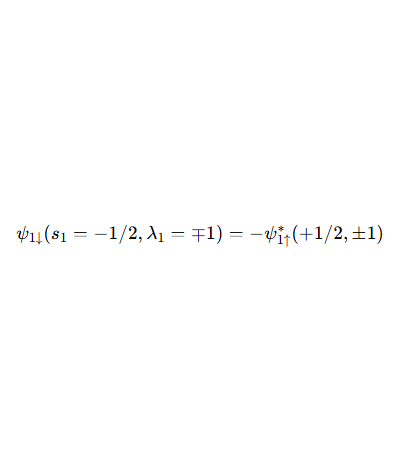 ψ₁↓(s₁ = −1/2, λ₁ = ∓1) = −ψ*₁↑(+1/2, ±1)